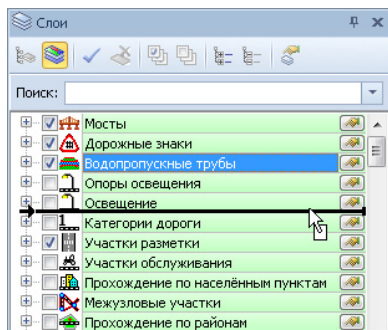 Слои
Поиск:
Мосты
Дорожные знаки
Водопропускные трубы
Опоры освещения
Освещение
Категории дороги
Участки разметки
Участки обслуживания
Прохождение по населённым пунктам
Межузловые участки
Прохождение по районам